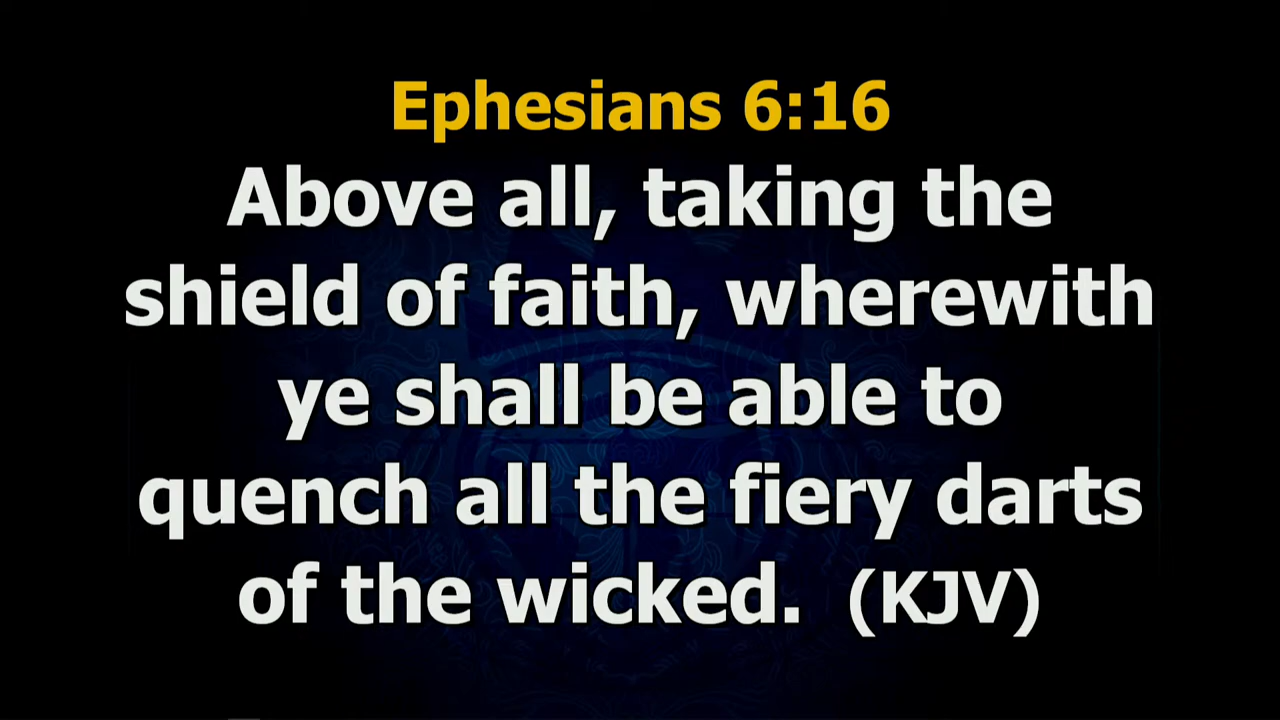 Ephesians 6:16
Above all, taking the
shield of faith, wherewith
ye shall be able to
quench all the fiery darts
of the wicked. (KJV)